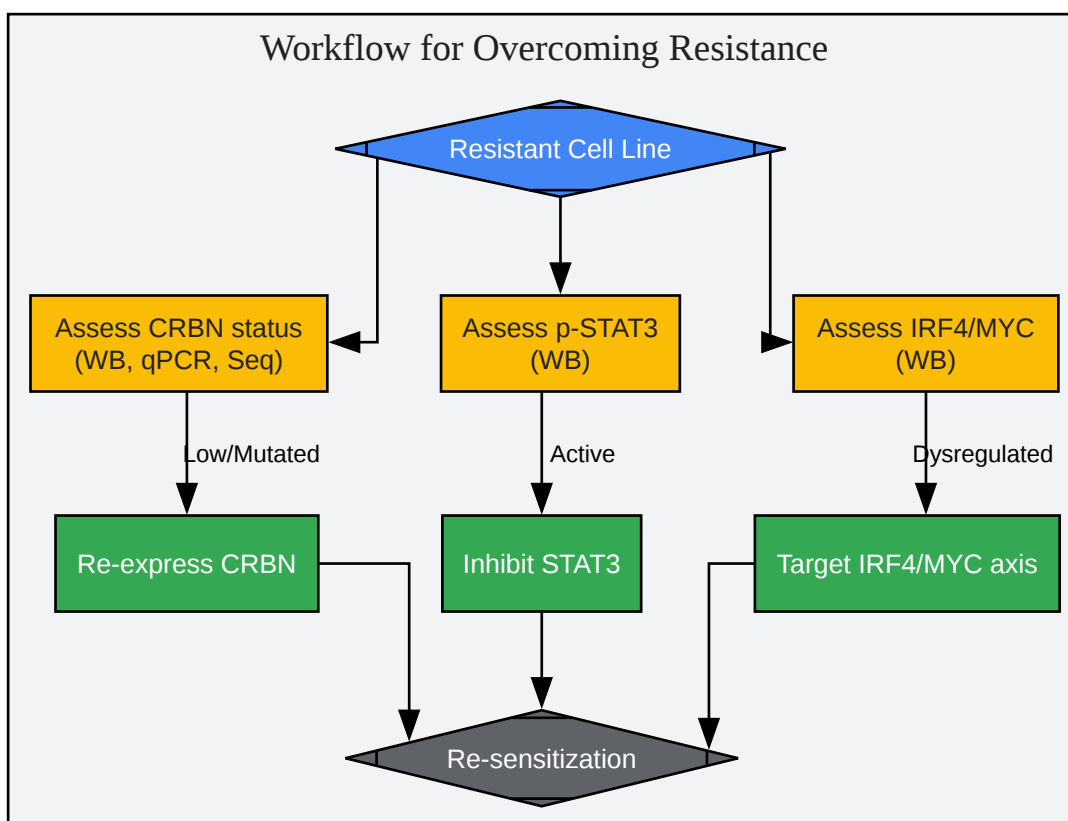 Workflow for Overcoming Resistance
Resistant Cell Line
Assess CRBN status
(WB, qPCR, Seq)
Assess p-STAT3
(WB)
Assess IRF4/MYC
(WB)
Low/Mutated
Active
Dysregulated
Re-express CRBN
Inhibit STAT3
Target IRF4/MYC axis
Re-sensitization